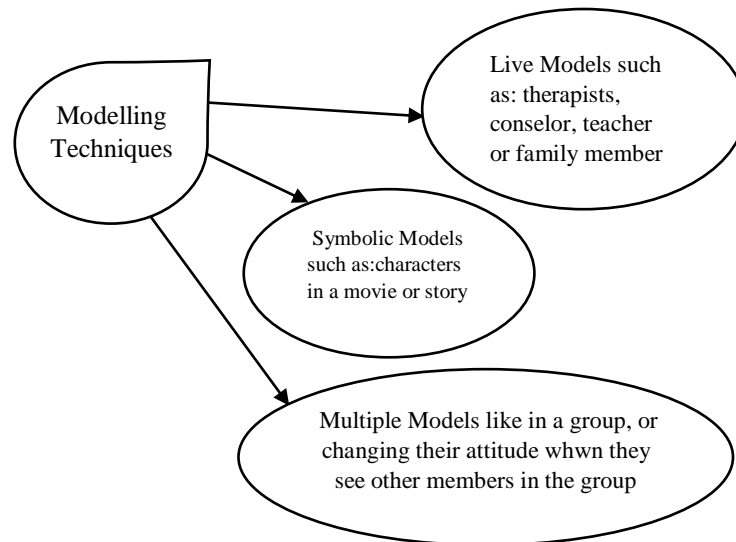 Modelling
Techniques
Live Models such
as: therapists,
conselor, teacher
or family member
Symbolic Models
such as:characters
in a movie or story
Multiple Models like in a group, or
changing their attitude whwn they
see other members in the group